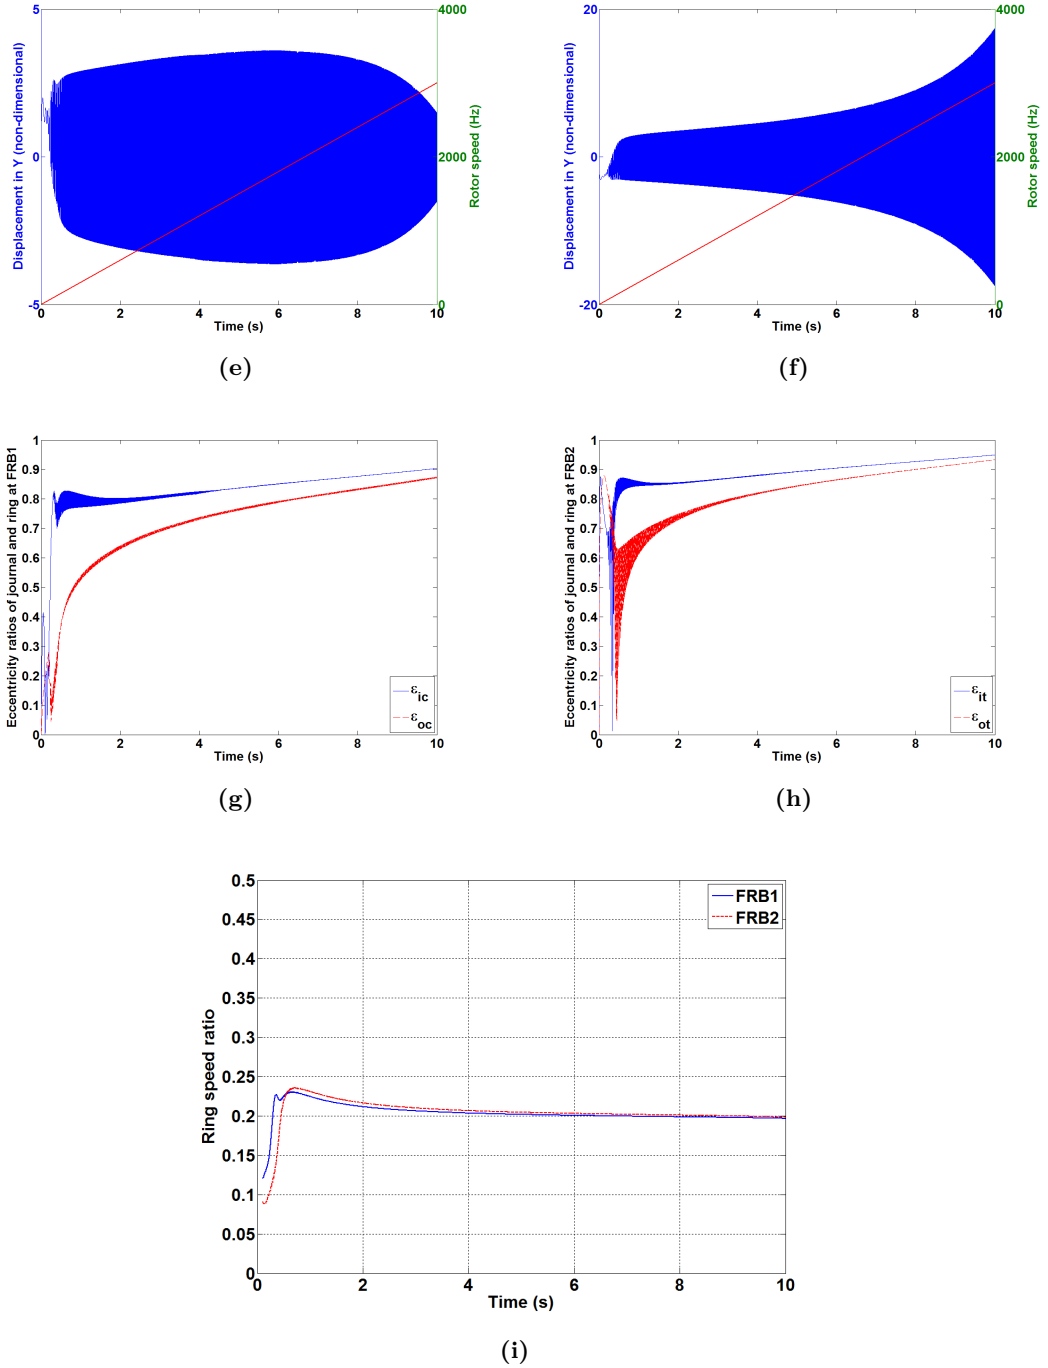 5
0
-5
Displacement in Y (non-dimensional)
4000
2000
0
Rotor speed (Hz)
0 2 4 6 8 10
Time (s)
(e)
20
0
-20
Displacement in Y (non-dimensional)
4000
2000
0
Rotor speed (Hz)
0 2 4 6 8 10
Time (s)
(f)
1
0.9
0.8
0.7
0.6
0.5
0.4
0.3
0.2
0.1
0
Eccentricity ratios of journal and ring at FRB1
εic
εoc
0 2 4 6 8 10
Time (s)
(g)
1
0.9
0.8
0.7
0.6
0.5
0.4
0.3
0.2
0.1
0
Eccentricity ratios of journal and ring at FRB2
εit
εot
0 2 4 6 8 10
Time (s)
(h)
0.5
0.45
0.4
0.35
0.3
0.25
0.2
0.15
0.1
0.05
0
Ring speed ratio
FRB1
FRB2
0 2 4 6 8 10
Time (s)
(i)